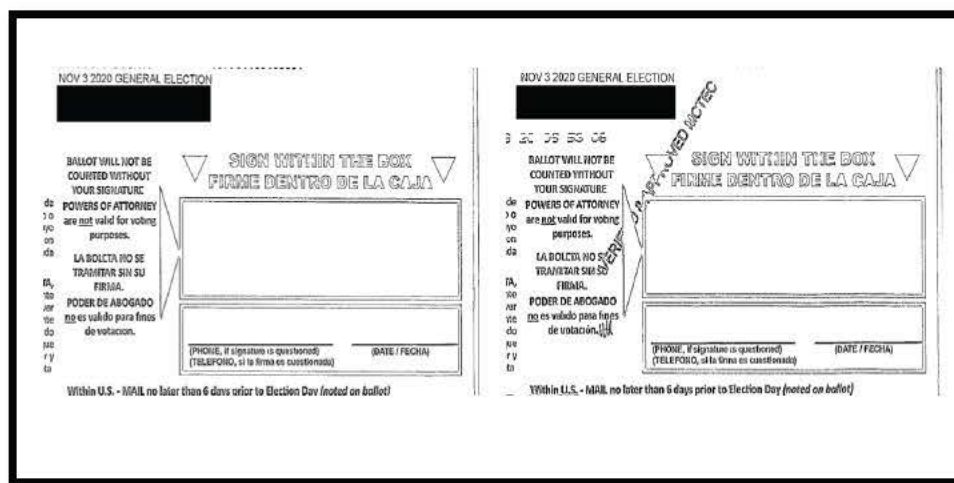 NOV 3 2020 GENERAL ELECTION
BALLOT WILL NOT BE
COUNTED WITHOUT
YOUR SIGNATURE
POWERS OF ATTORNEY
are not valid for voting
purposes.
LA BOLETA NO SE
TRAMITAR SIN SU
FIRMA.
PODER DE ABOGADO
no es valido para fines
de votación.
SIGN WITHIN THE BOX
FIRME DENTRO DE LA CAJA
(PHONE, if signature is questioned)
(TELEFONO, si la firma es cuestionada)
(DATE / FECHA)
Within U.S. - MAIL no later than 6 days prior to Election Day (noted on ballot)
NOV 3 2020 GENERAL ELECTION
VERIFIED & APPROVED MCTEC
BALLOT WILL NOT BE
COUNTED WITHOUT
YOUR SIGNATURE
POWERS OF ATTORNEY
are not valid for voting
purposes.
LA BOLETA NO SE
TRAMITAR SIN SU
FIRMA.
PODER DE ABOGADO
no es valido para fines
de votación.
SIGN WITHIN THE BOX
FIRME DENTRO DE LA CAJA
(PHONE, if signature is questioned)
(TELEFONO, si la firma es cuestionada)
(DATE / FECHA)
Within U.S. - MAIL no later than 6 days prior to Election Day (noted on ballot)